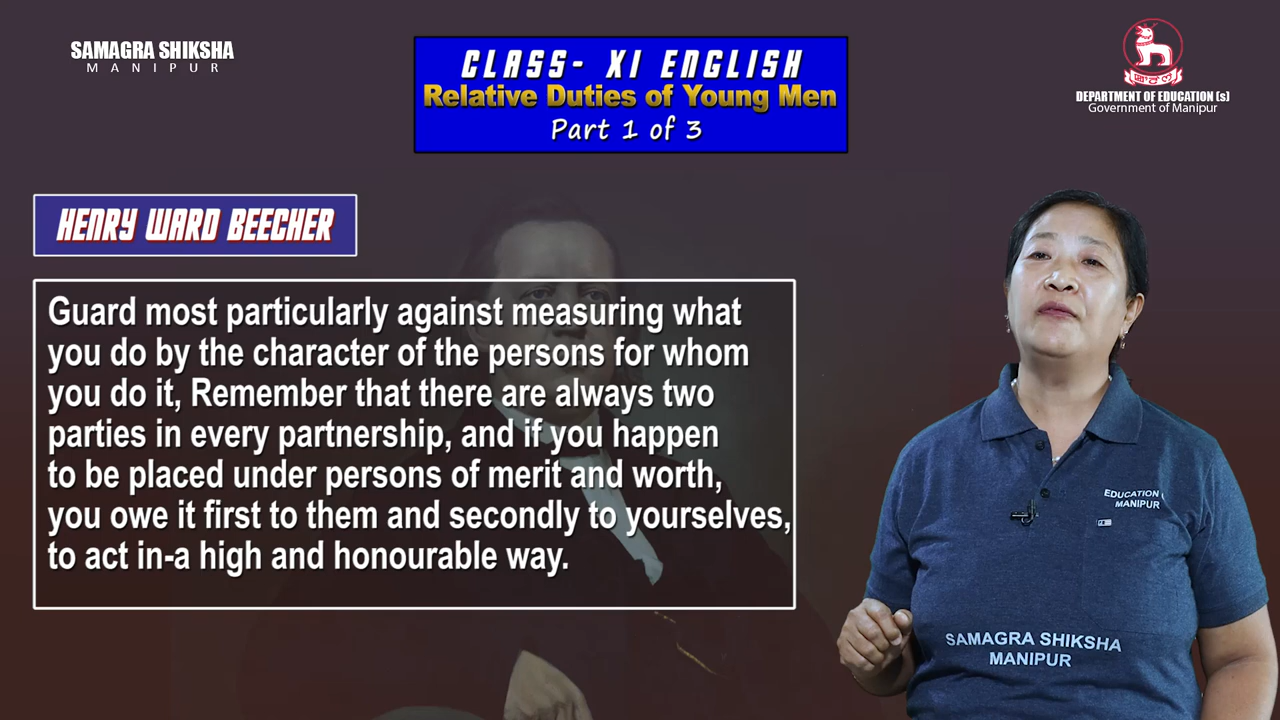 SAMAGRA SHIKSHA
MANIPUR
CLASS- XI ENGLISH
Relative Duties of Young Men
Part 1 of 3
DEPARTMENT OF EDUCATION (s)
Government of Manipur
HENRY WARD BEECHER
Guard most particularly against measuring what
you do by the character of the persons for whom
you do it, Remember that there are always two
parties in every partnership, and if you happen
to be placed under persons of merit and worth,
you owe it first to them and secondly to yourselves,
to act in-a high and honourable way.
EDUCATION
MANIPUR
SAMAGRA SHIKSHA
MANIPUR